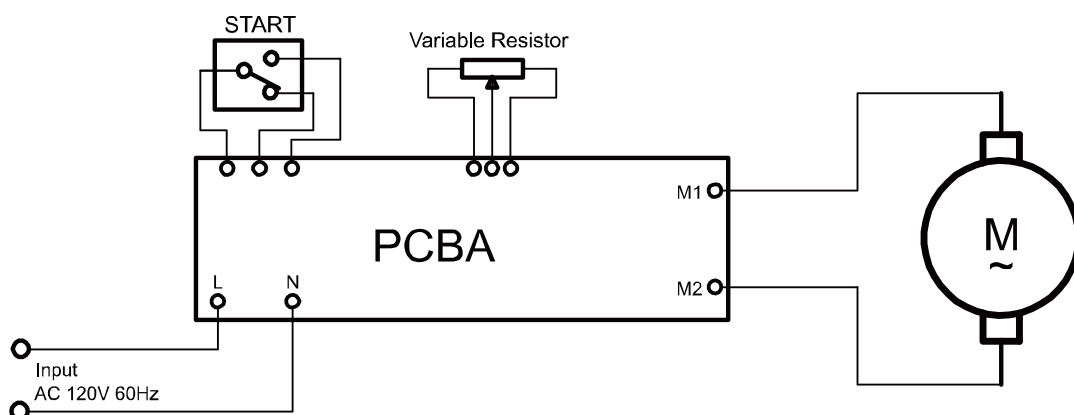 START
Variable Resistor
M1
PCBA
M
~
L
N
M2
Input
AC 120V 60Hz